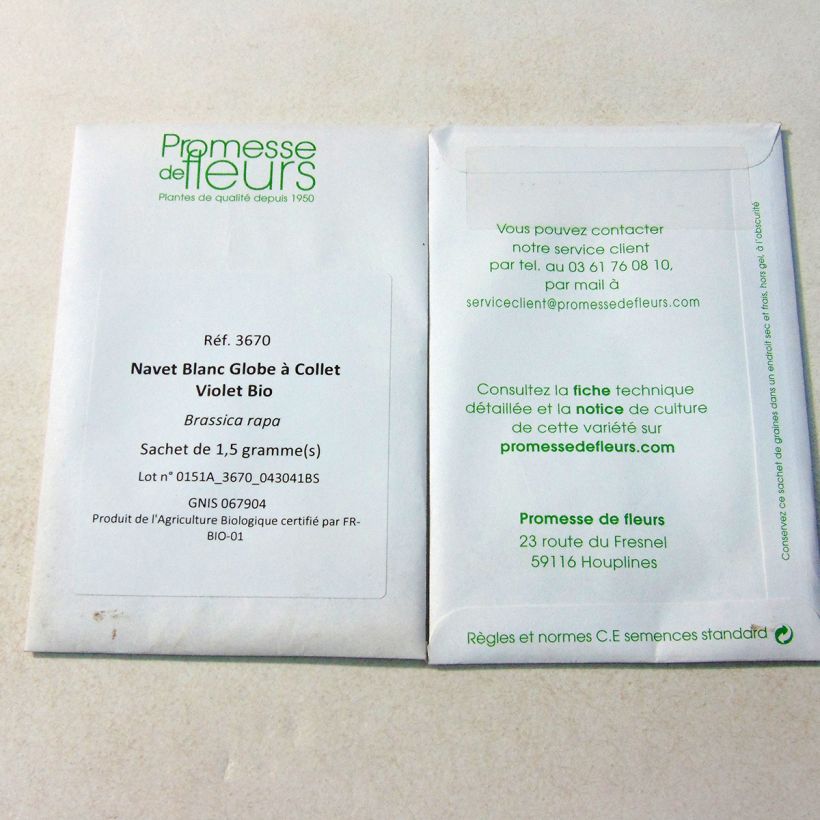 Promesse
de fleurs
Plantes de qualité depuis 1950
Réf. 3670
Navet Blanc Globe à Collet
Violet Bio
Brassica rapa
Sachet de 1,5 gramme(s)
Lot n° 0151A_3670_043041BS
GNIS 067904
Produit de l'Agriculture Biologique certifié par FR-
BIO-01
Vous pouvez contacter
notre service client
par tel. au 03 61 76 08 10,
par mail à
serviceclient@promessedefleurs.com
Consultez la fiche technique
détaillée et la notice de culture
de cette variété sur
promessedefleurs.com
Promesse de fleurs
23 route du Fresnel
59116 Houplines
Règles et normes C.E semences standard
Conservez ce sachet de graines dans un endroit sec et frais, hors gel, à l'obscurité